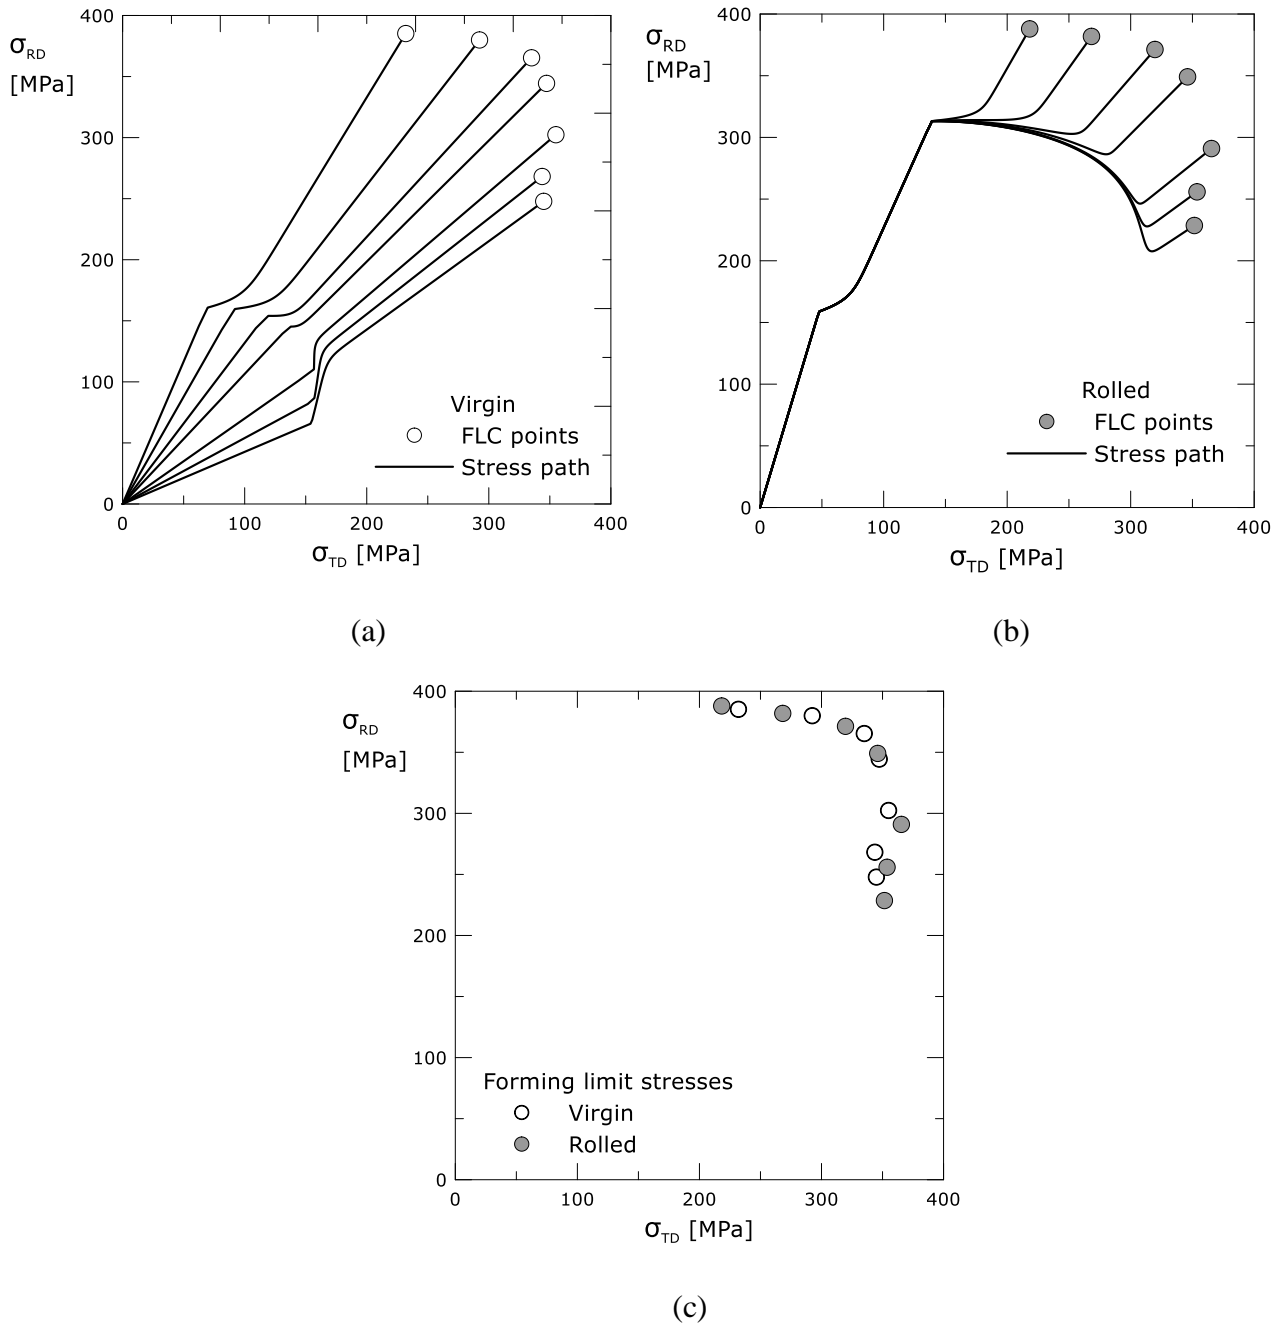 400
300
200
100
0
σRD
[MPa]
Virgin
FLC points
Stress path
0 100 200 300 400
σTD [MPa]
(a)
400
300
200
100
0
σRD
[MPa]
Rolled
FLC points
Stress path
0 100 200 300 400
σTD [MPa]
(b)
400
300
200
100
0
σRD
[MPa]
Forming limit stresses
Virgin
Rolled
0 100 200 300 400
σTD [MPa]
(c)